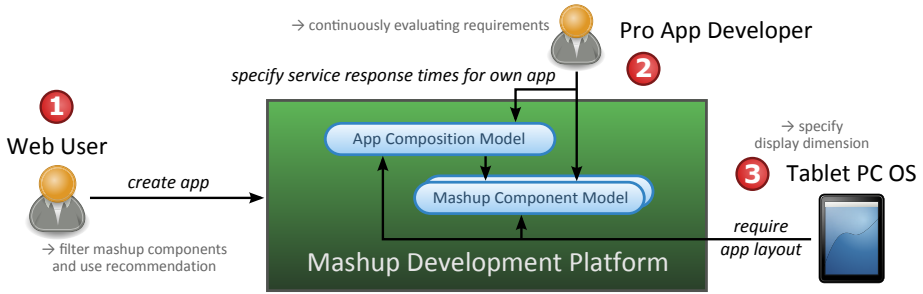 → continuously evaluating requirements
Pro App Developer
2
specify service response times for own app
1
Web User
create app
→ filter mashup components
and use recommendation
App Composition Model
Mashup Component Model
Mashup Development Platform
→ specify
display dimension
3 Tablet PC OS
require
app layout